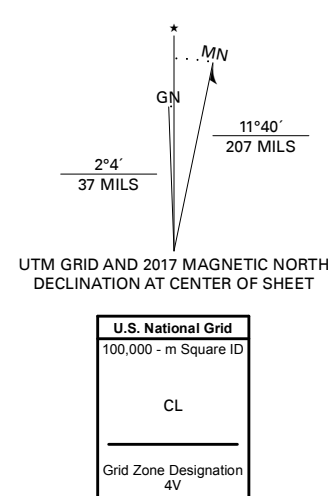 ★
MN
GN
11°40´
207 MILS
2°4´
37 MILS
UTM GRID AND 2017 MAGNETIC NORTH
DECLINATION AT CENTER OF SHEET
U.S. National Grid
100,000 - m Square ID
CL
Grid Zone Designation
4V